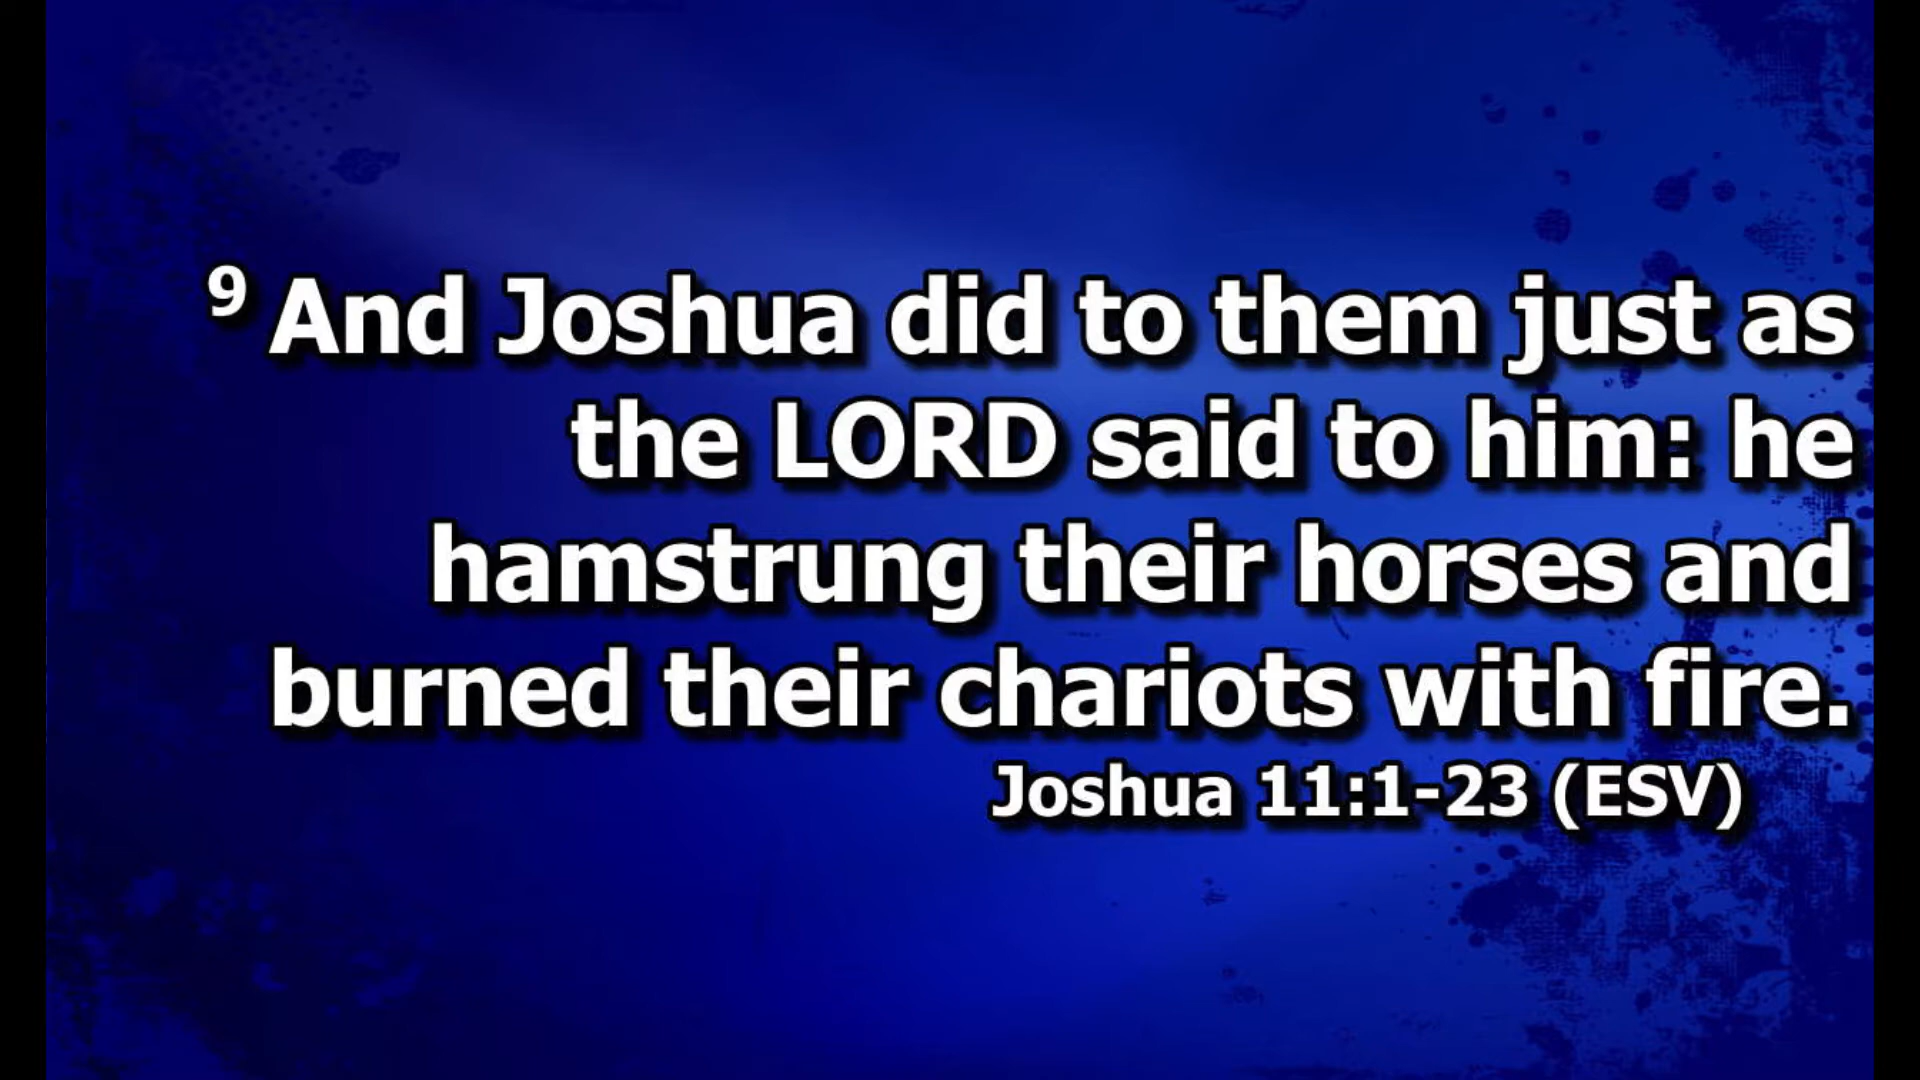 9 And Joshua did to them just as
the LORD said to him: he
hamstrung their horses and
burned their chariots with fire.
Joshua 11:1-23 (ESV)